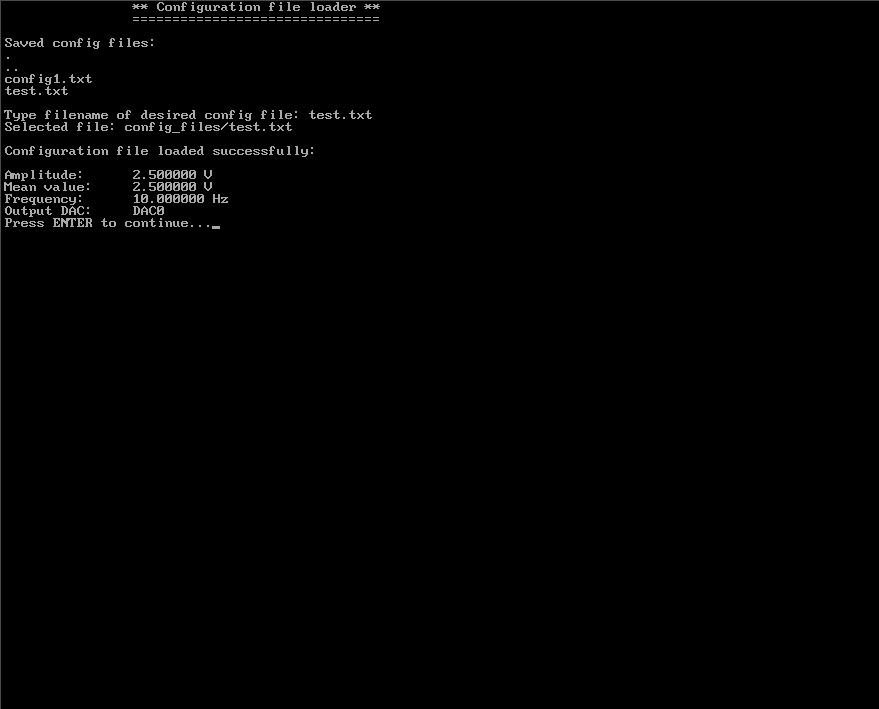 ** Configuration file loader **
===============================
Saved config files:
.
..
config1.txt
test.txt
Type filename of desired config file: test.txt
Selected file: config_files/test.txt
Configuration file loaded successfully:
Amplitude:      2.500000 V
Mean value:     2.500000 V
Frequency:      10.000000 Hz
Output DAC:     DAC0
Press ENTER to continue..._